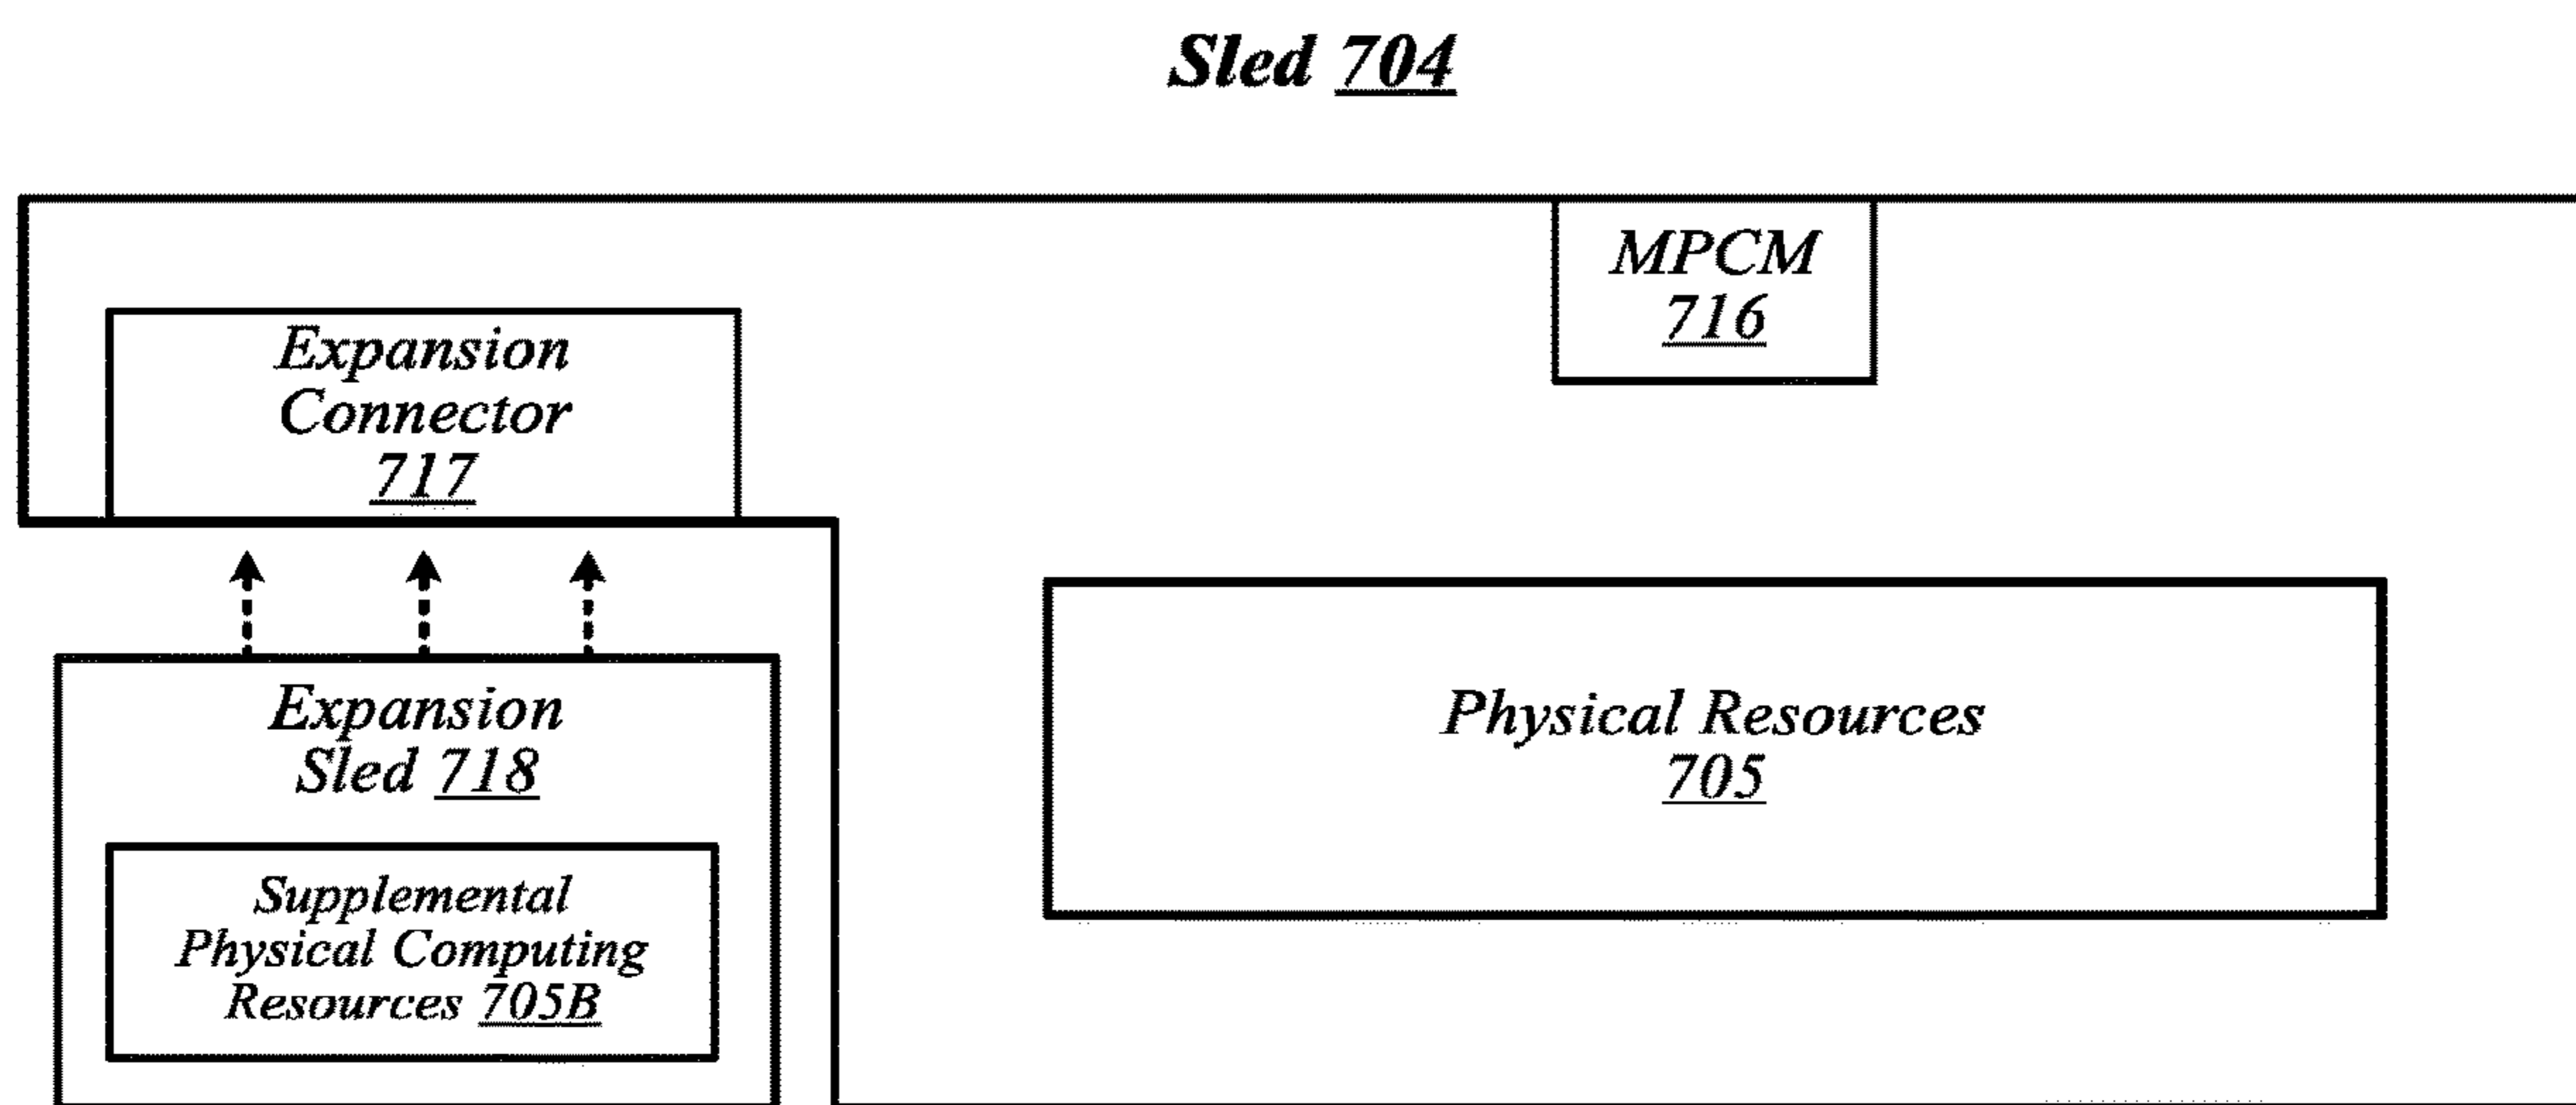 Sled 704
MPCM
716
Expansion
Connector
717
Expansion
Sled 718
Supplemental
Physical Computing
Resources 705B
Physical Resources
705